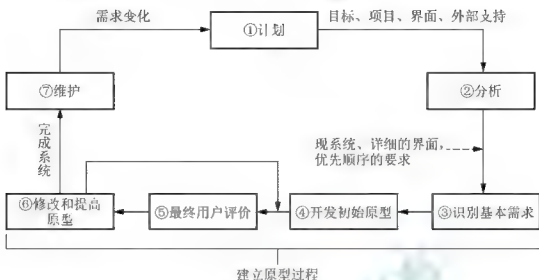 需求变化
①计划
目标、项目、界面、外部支持
⑦维护
②分析
完成系统
现系统、详细的界面,
优先顺序的要求
⑥修改和提高
原型
⑤最终用户评价
④开发初始原型
③识别基本需求
建立原型过程